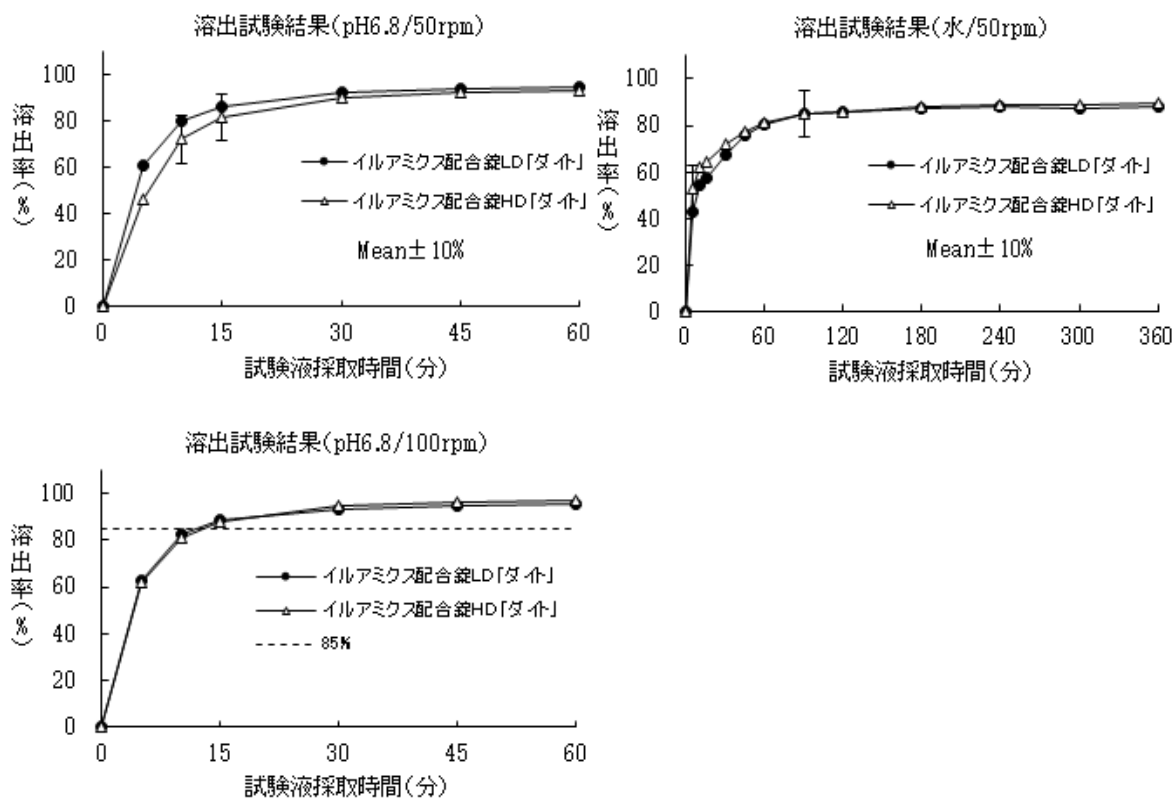 溶出試験結果(pH6.8/50rpm)
100
80
60
40
20
0
溶出率(%)
イルアミクス配合錠LD「ダイト」
イルアミクス配合錠HD「ダイト」
Mean±10%
0 15 30 45 60
試験液採取時間(分)
溶出試験結果(水/50rpm)
100
80
60
40
20
0
溶出率(%)
イルアミクス配合錠LD「ダイト」
イルアミクス配合錠HD「ダイト」
Mean±10%
0 60 120 180 240 300 360
試験液採取時間(分)
溶出試験結果(pH6.8/100rpm)
100
80
60
40
20
0
溶出率(%)
イルアミクス配合錠LD「ダイト」
イルアミクス配合錠HD「ダイト」
85%
0 15 30 45 60
試験液採取時間(分)